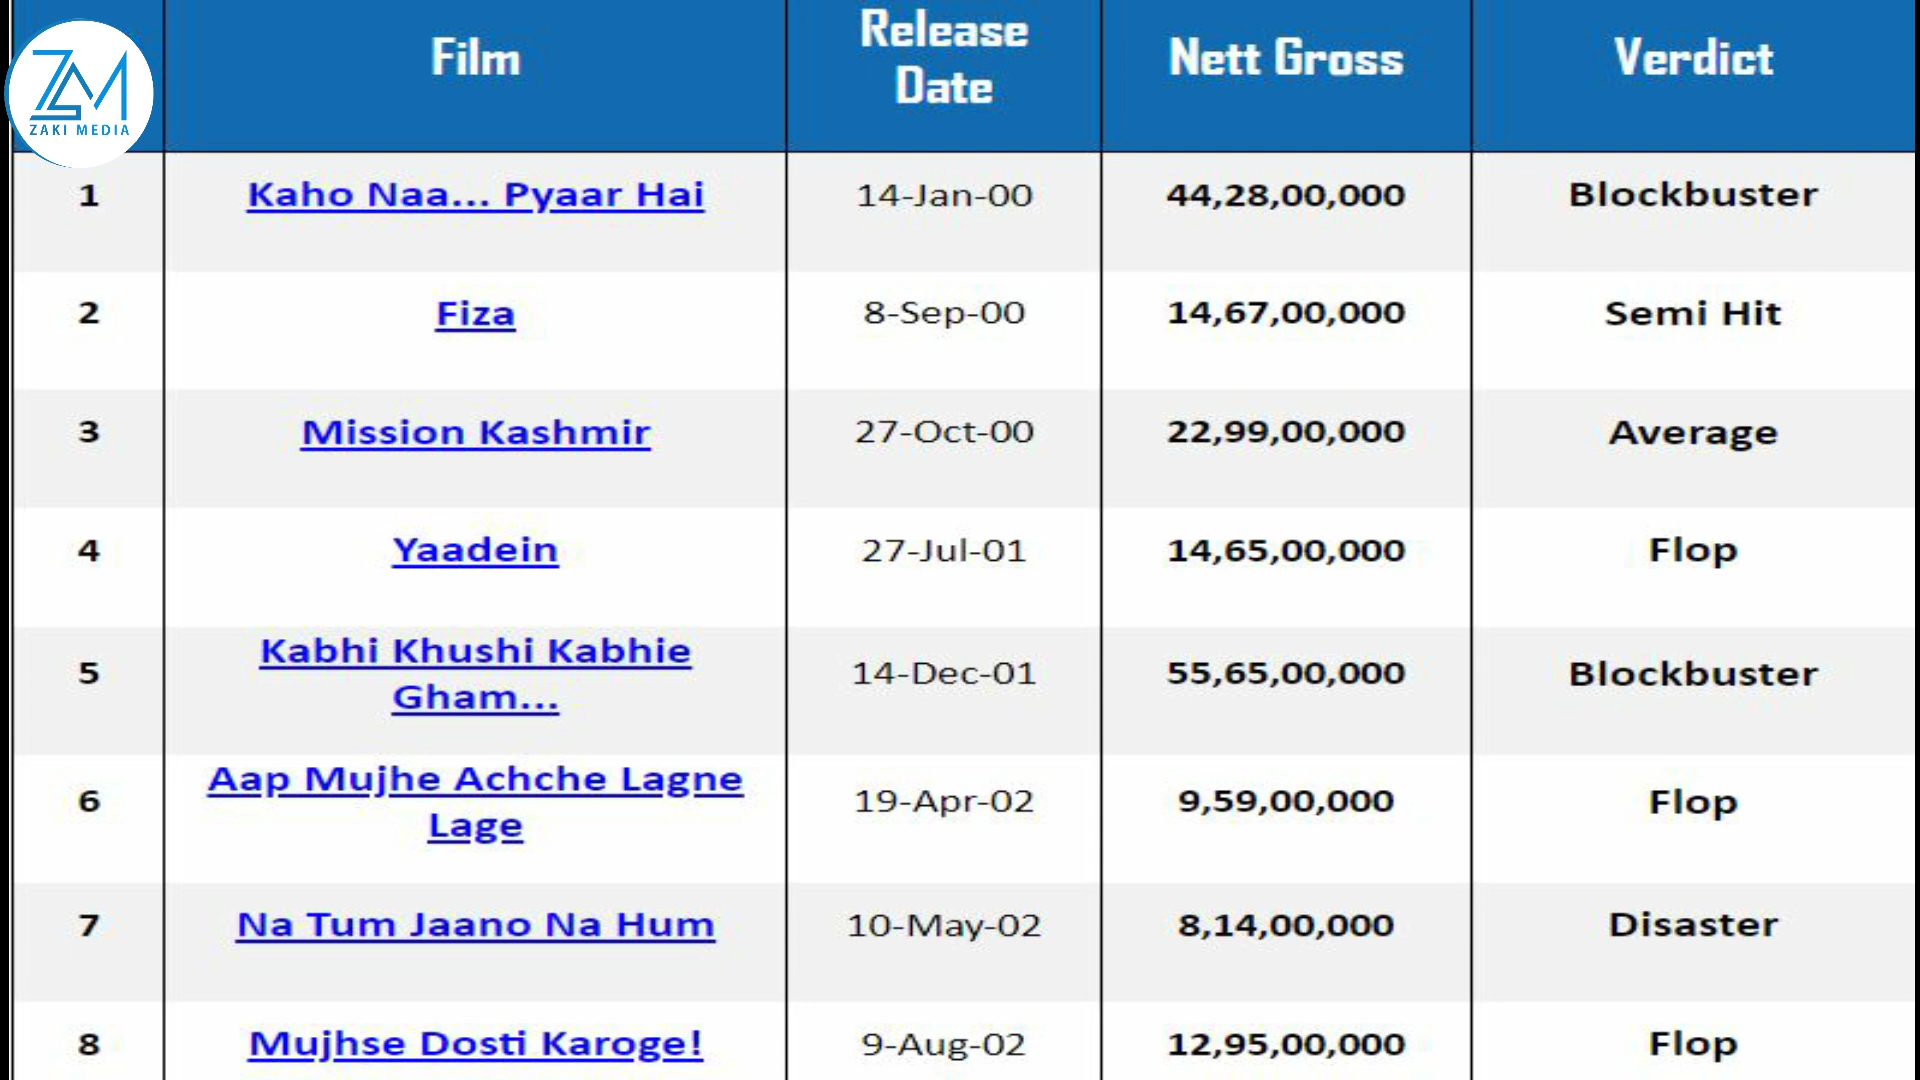 ZM
ZAKI MEDIA
Film
Release
Date
Nett Gross
Verdict
1 Kaho Naa... Pyaar Hai 14-Jan-00 44,28,00,000 Blockbuster
2 Fiza 8-Sep-00 14,67,00,000 Semi Hit
3 Mission Kashmir 27-Oct-00 22,99,00,000 Average
4 Yaadein 27-Jul-01 14,65,00,000 Flop
5 Kabhi Khushi Kabhie
Gham... 14-Dec-01 55,65,00,000 Blockbuster
6 Aap Mujhe Achche Lagne
Lage 19-Apr-02 9,59,00,000 Flop
7 Na Tum Jaano Na Hum 10-May-02 8,14,00,000 Disaster
8 Mujhse Dosti Karoge! 9-Aug-02 12,95,00,000 Flop